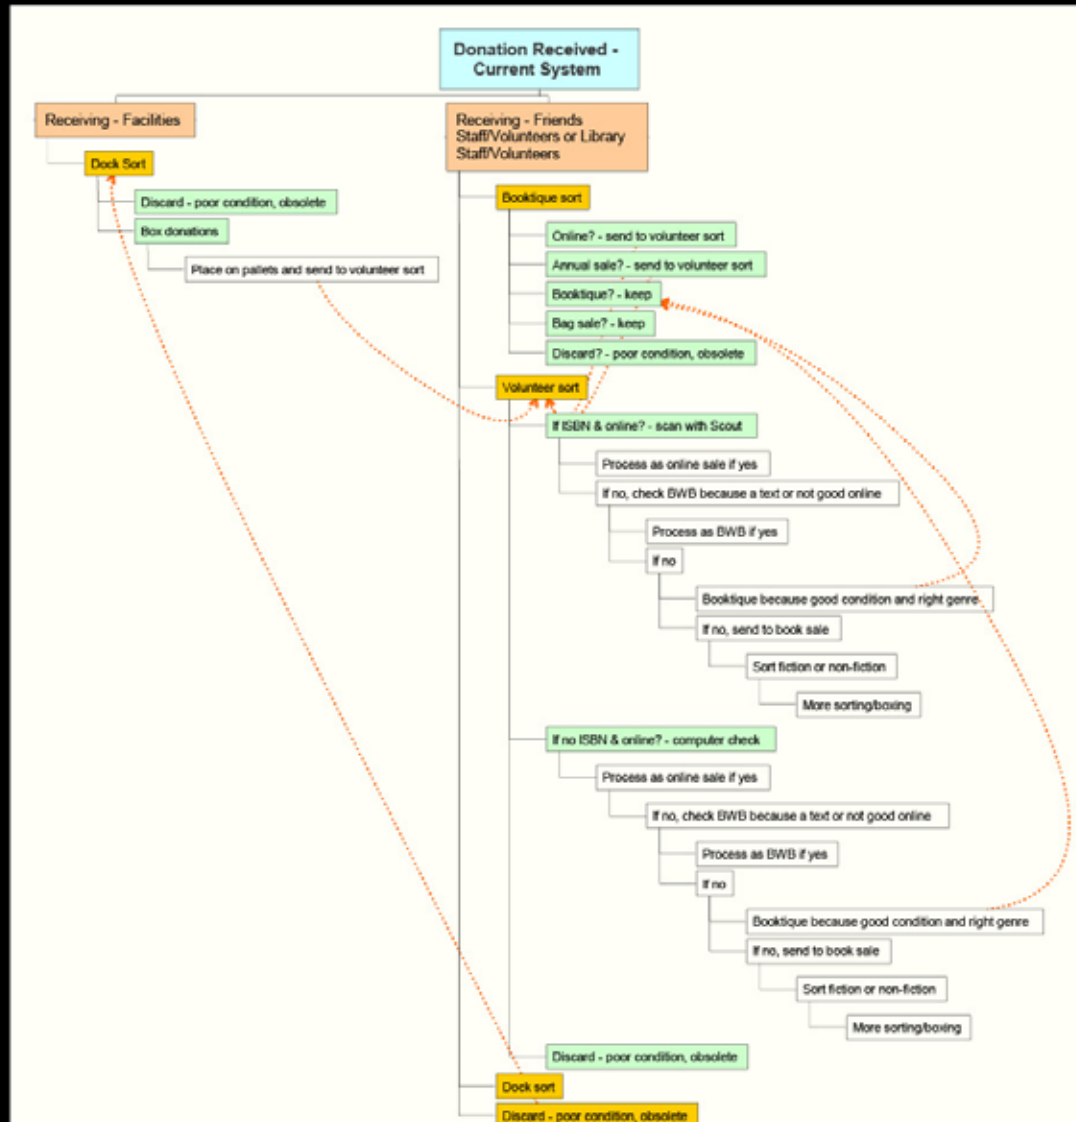 Donation Received -
Current System
Receiving - Facilities
Dock Sort
Discard - poor condition, obsolete
Box donations
Place on pallets and send to volunteer sort
Receiving - Friends
Staff/Volunteers or Library
Staff/Volunteers
Booktique sort
Online? - send to volunteer sort
Annual sale? - send to volunteer sort
Booktique? - keep
Bag sale? - keep
Discard? - poor condition, obsolete
Volunteer sort
If ISBN & online? - scan with Scout
Process as online sale if yes
If no, check BWB because a text or not good online
Process as BWB if yes
If no
Booktique because good condition and right genre
If no, send to book sale
Sort fiction or non-fiction
More sorting/boxing
If no ISBN & online? - computer check
Process as online sale if yes
If no, check BWB because a text or not good online
Process as BWB if yes
If no
Booktique because good condition and right genre
If no, send to book sale
Sort fiction or non-fiction
More sorting/boxing
Discard - poor condition, obsolete
Dock sort
Discard - poor condition, obsolete